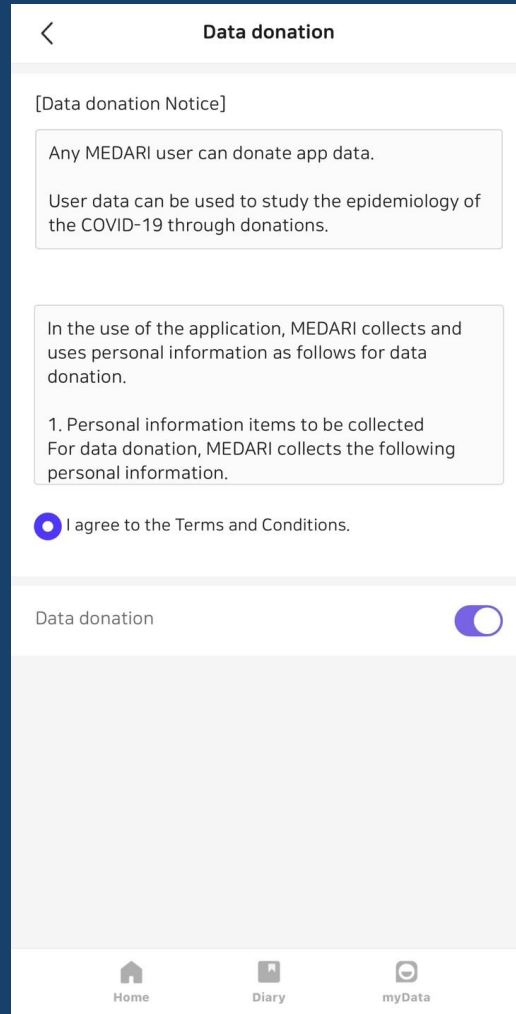 Data donation
[Data donation Notice]
Any MEDARI user can donate app data.
User data can be used to study the epidemiology of
the COVID-19 through donations.
In the use of the application, MEDARI collects and
uses personal information as follows for data
donation.
1. Personal information items to be collected
For data donation, MEDARI collects the following
personal information.
I agree to the Terms and Conditions.
Data donation
Home
Diary
myData